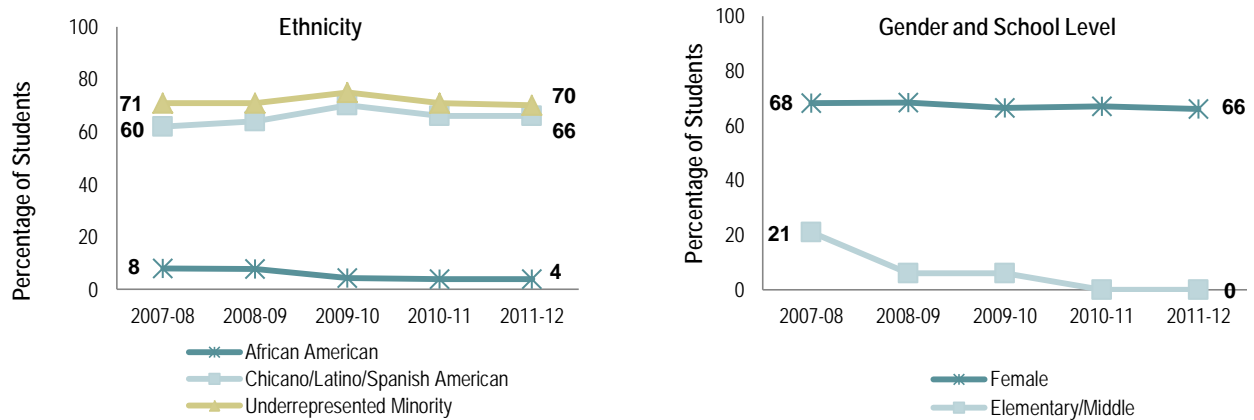 Ethnicity
Percentage of Students
100
80
60
40
20
0
71
60
8
70
66
4
2007-08 2008-09 2009-10 2010-11 2011-12
African American
Chicano/Latino/Spanish American
Underrepresented Minority
Gender and School Level
Percentage of Students
100
80
60
40
20
0
68
21
66
0
2007-08 2008-09 2009-10 2010-11 2011-12
Female
Elementary/Middle